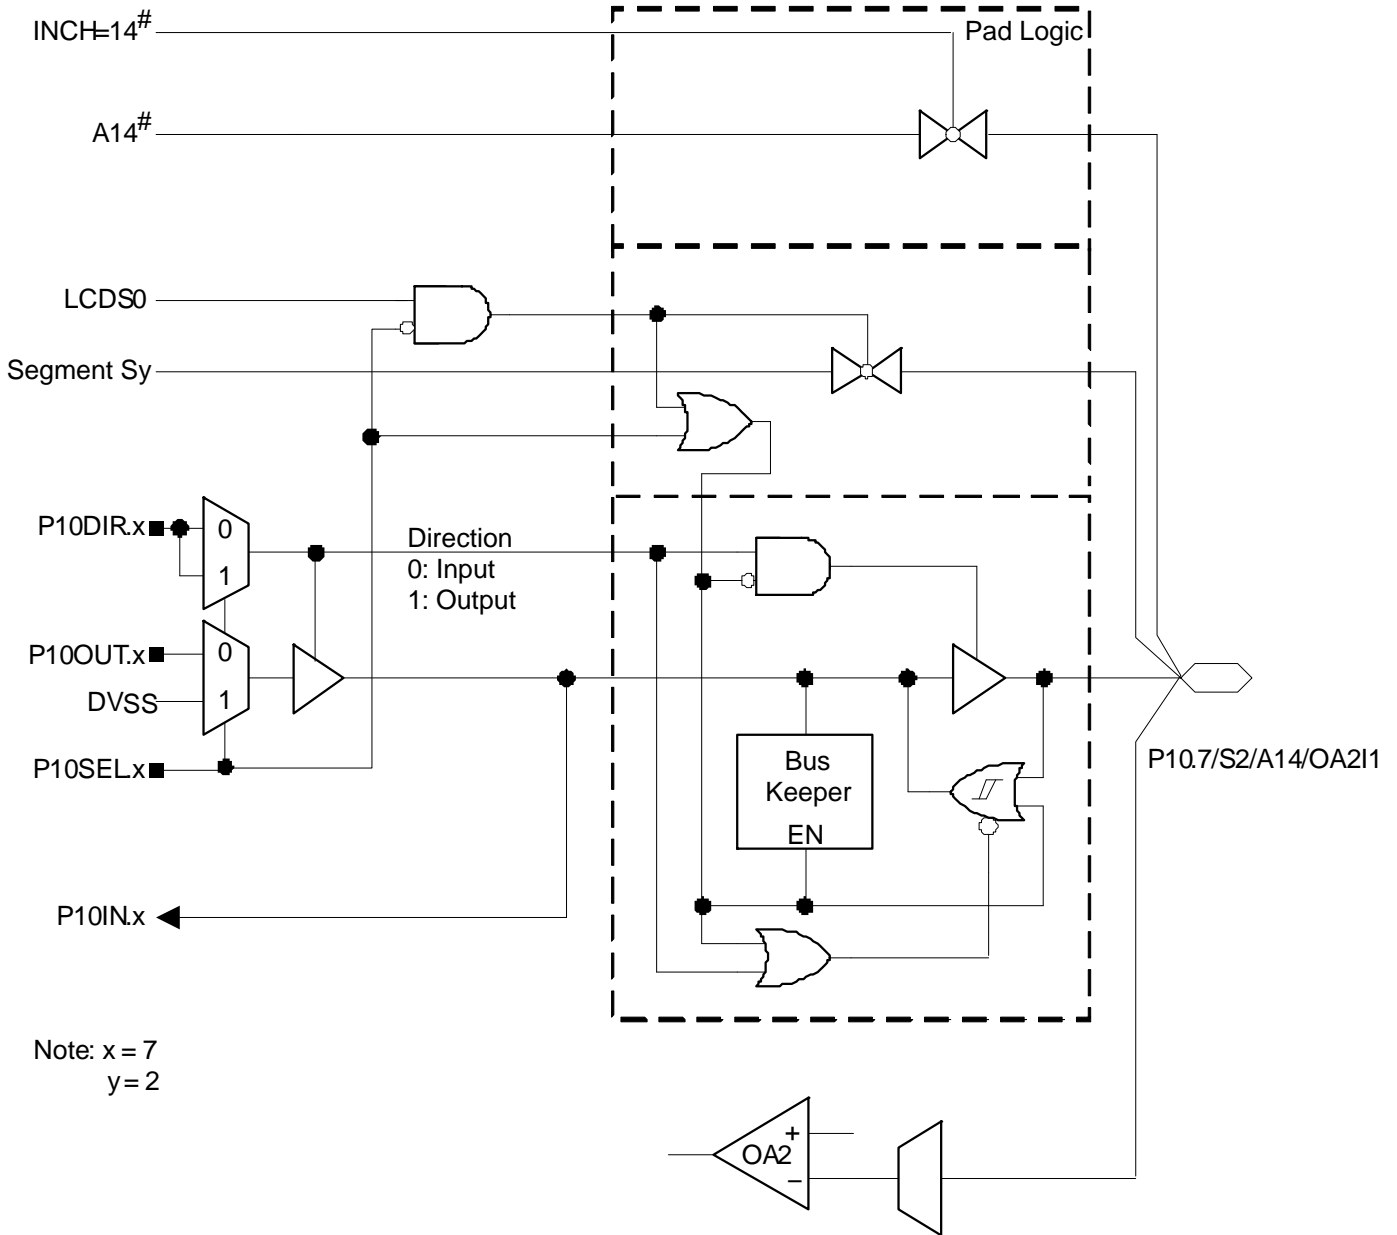 INCH=14#
Pad Logic
A14#
LCDS0
Segment Sy
P10DIR.x
0
1
Direction
0: Input
1: Output
P10OUT.x
0
DVSS
1
P10SEL.x
Bus
Keeper
EN
P10.7/S2/A14/OA2I1
P10IN.x
Note: x = 7
y = 2
+
OA2
−